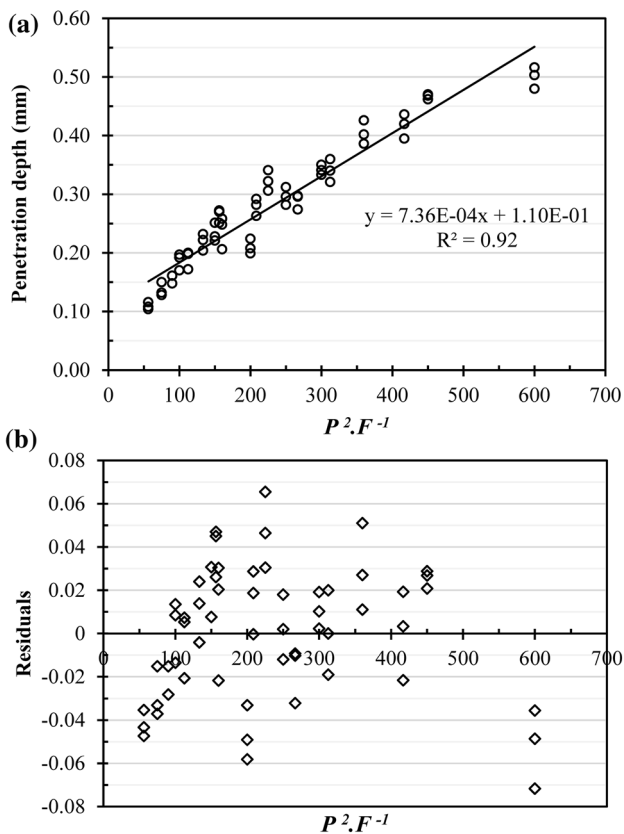 (a)
0.60
0.50
0.40
0.30
0.20
0.10
0.00
Penetration depth (mm)
y = 7.36E-04x + 1.10E-01
R² = 0.92
0 100 200 300 400 500 600 700
P ².F ⁻¹
(b)
0.08
0.06
0.04
0.02
0
-0.02
-0.04
-0.06
-0.08
Residuals
0 100 200 300 400 500 600 700
P ².F ⁻¹